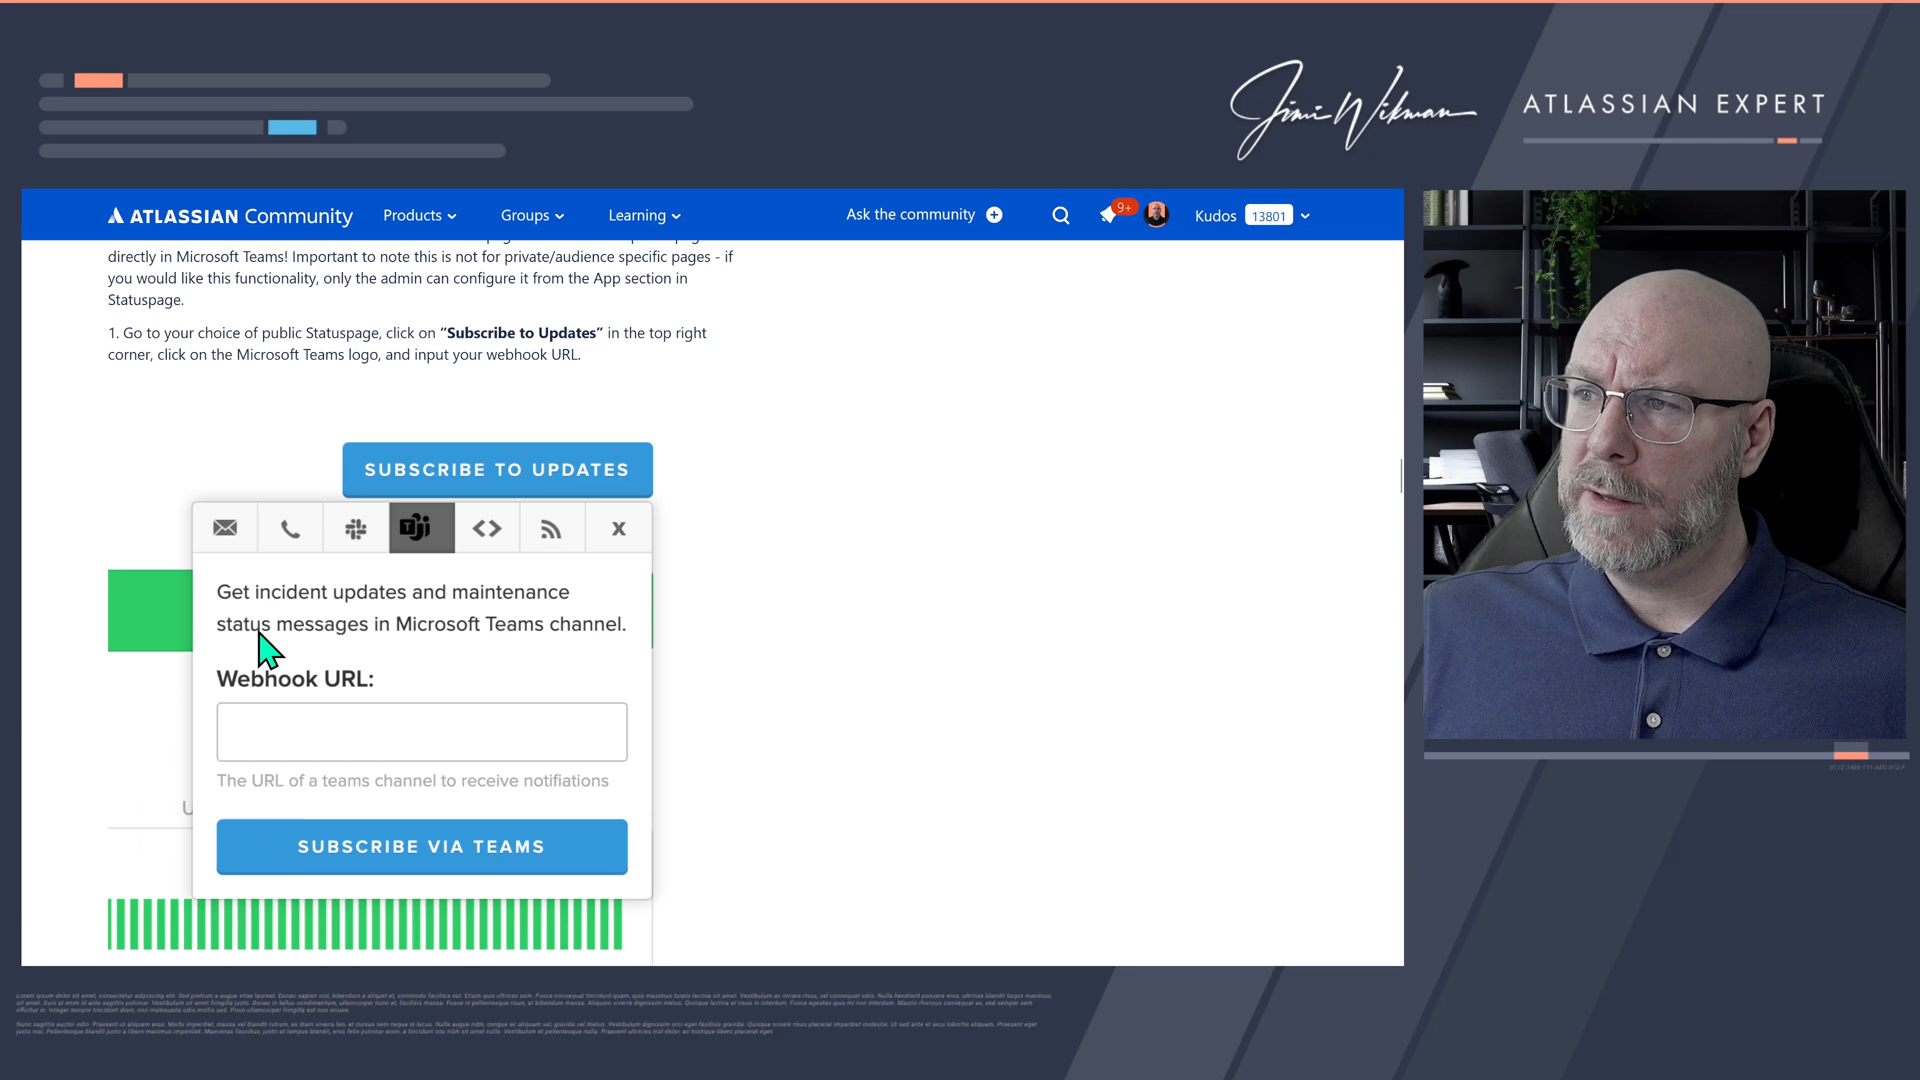 Jimi Wikman
ATLASSIAN EXPERT
ATLASSIAN Community
Products
Groups
Learning
Ask the community
9+
Kudos
13801
directly in Microsoft Teams! Important to note this is not for private/audience specific pages - if
you would like this functionality, only the admin can configure it from the App section in
Statuspage.
1. Go to your choice of public Statuspage, click on “Subscribe to Updates” in the top right
corner, click on the Microsoft Teams logo, and input your webhook URL.
SUBSCRIBE TO UPDATES
x
Get incident updates and maintenance
status messages in Microsoft Teams channel.
Webhook URL:
The URL of a teams channel to receive notifiations
U
SUBSCRIBE VIA TEAMS